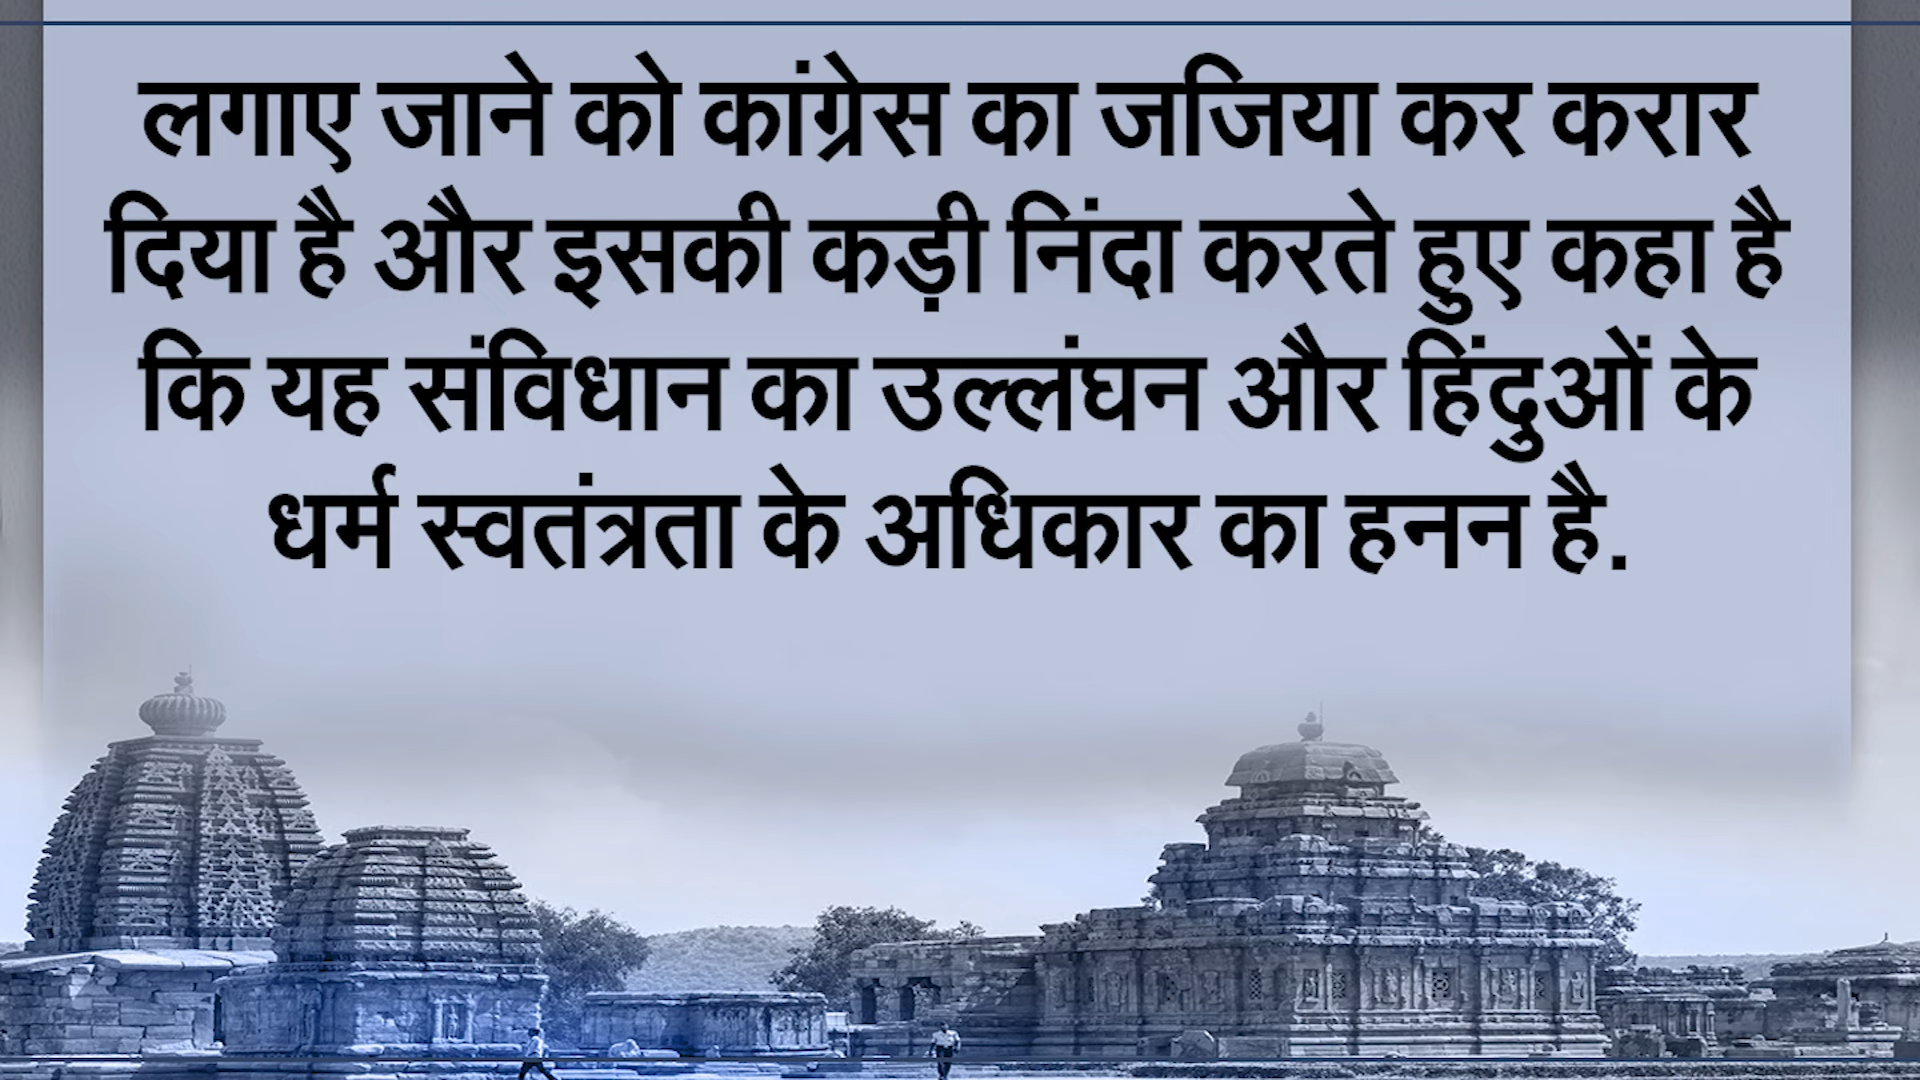 लगाए जाने को कांग्रेस का जजिया कर करार
दिया है और इसकी कड़ी निंदा करते हुए कहा है
कि यह संविधान का उल्लंघन और हिंदुओं के
धर्म स्वतंत्रता के अधिकार का हनन है.